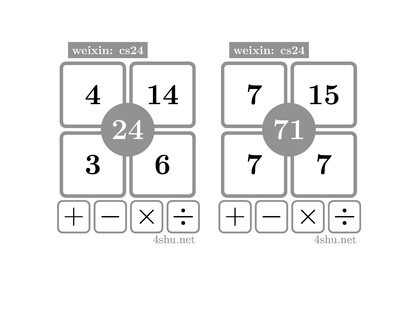 weixin: cs24
4 14
24
3 6
+ − × ÷
4shu.net
weixin: cs24
7 15
71
7 7
+ − × ÷
4shu.net